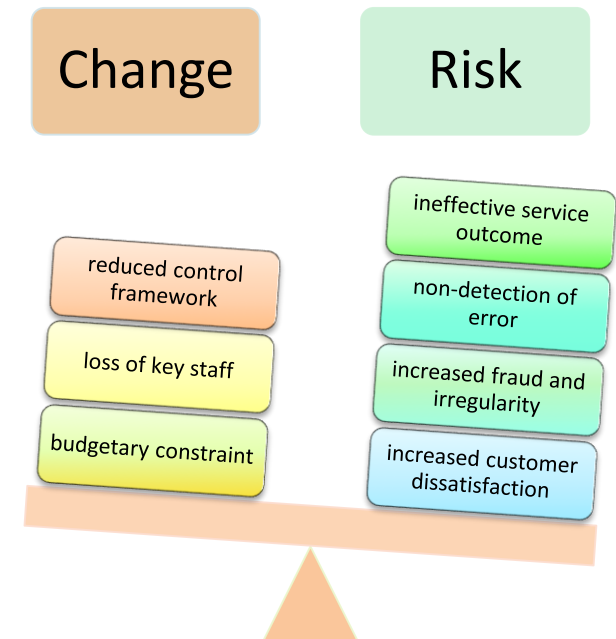 Change
Risk
reduced control
framework
loss of key staff
budgetary constraint
ineffective service
outcome
non-detection of
error
increased fraud and
irregularity
increased customer
dissatisfaction